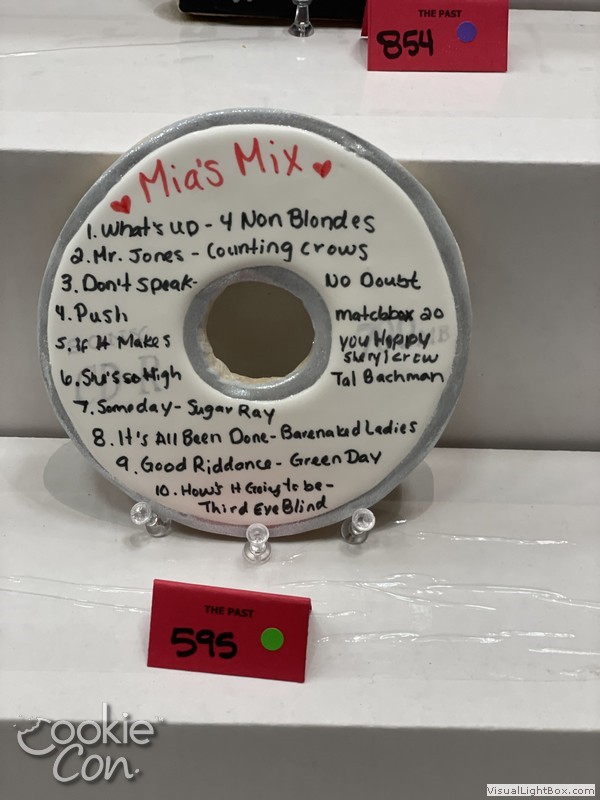 THE PAST
854
Mia's Mix
1. What's Up - 4 Non Blondes
2. Mr. Jones - Counting Crows
3. Don't Speak- No Doubt
4. Push matchbox 20
5. If It Makes you Happy
Sheryl crow
6. She's so High Tal Bachman
7. Someday - Sugar Ray
8. It's All Been Done - Barenaked Ladies
9. Good Riddance - Green Day
10. How's It Going to be -
Third Eye Blind
THE PAST
595
Cookie
Con.
VisualLightBox.com